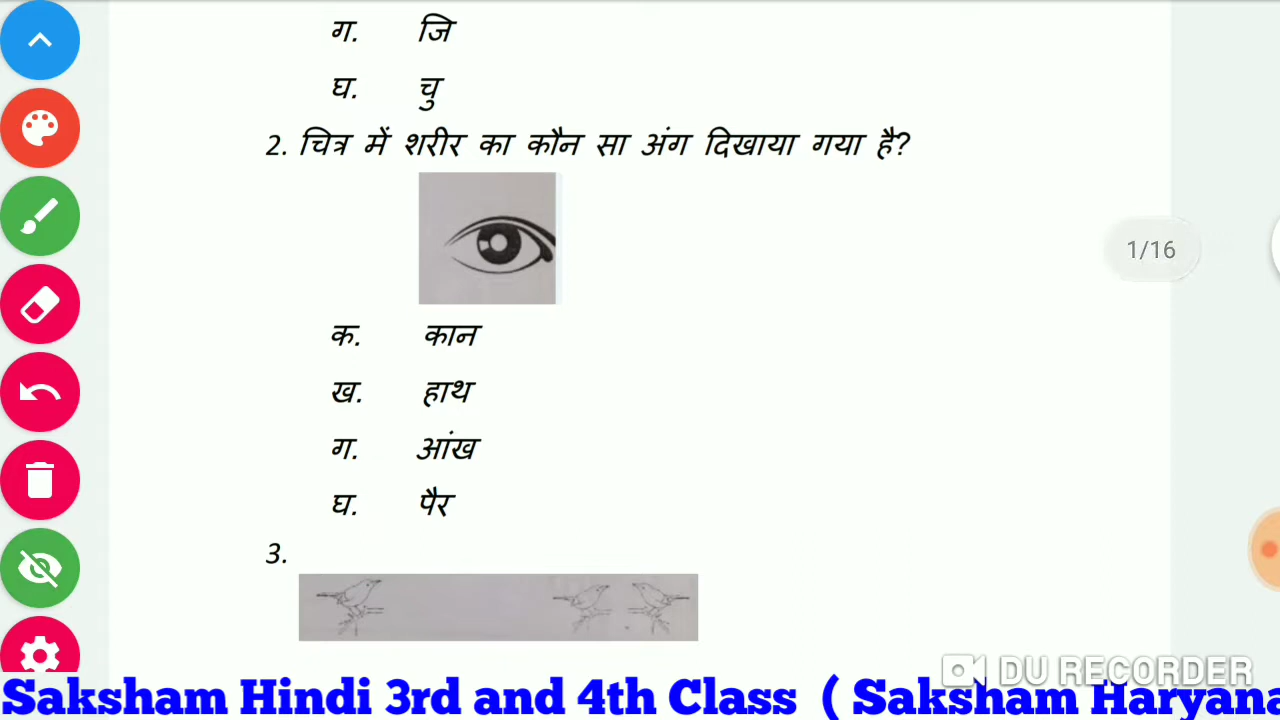 ग. जि
घ. चु
2. चित्र में शरीर का कौन सा अंग दिखाया गया है?
1/16
क. कान
ख. हाथ
ग. आंख
घ. पैर
3.
DU RECORDER
Saksham Hindi 3rd and 4th Class ( Saksham Haryana